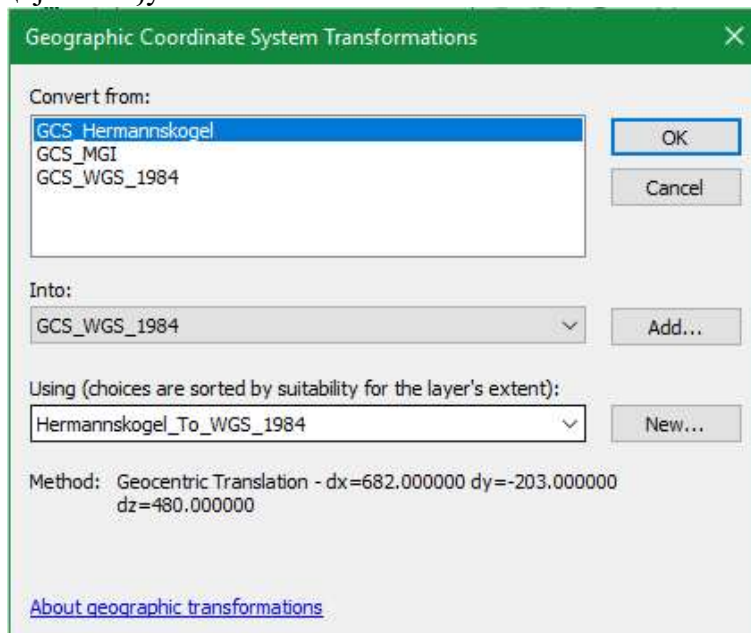 Geographic Coordinate System Transformations
Convert from:
GCS_Hermannskogel
GCS_MGI
GCS_WGS_1984
OK
Cancel
Into:
GCS_WGS_1984
Add...
Using (choices are sorted by suitability for the layer's extent):
Hermannskogel_To_WGS_1984
New...
Method: Geocentric Translation - dx=682.000000 dy=-203.000000
dz=480.000000
About geographic transformations